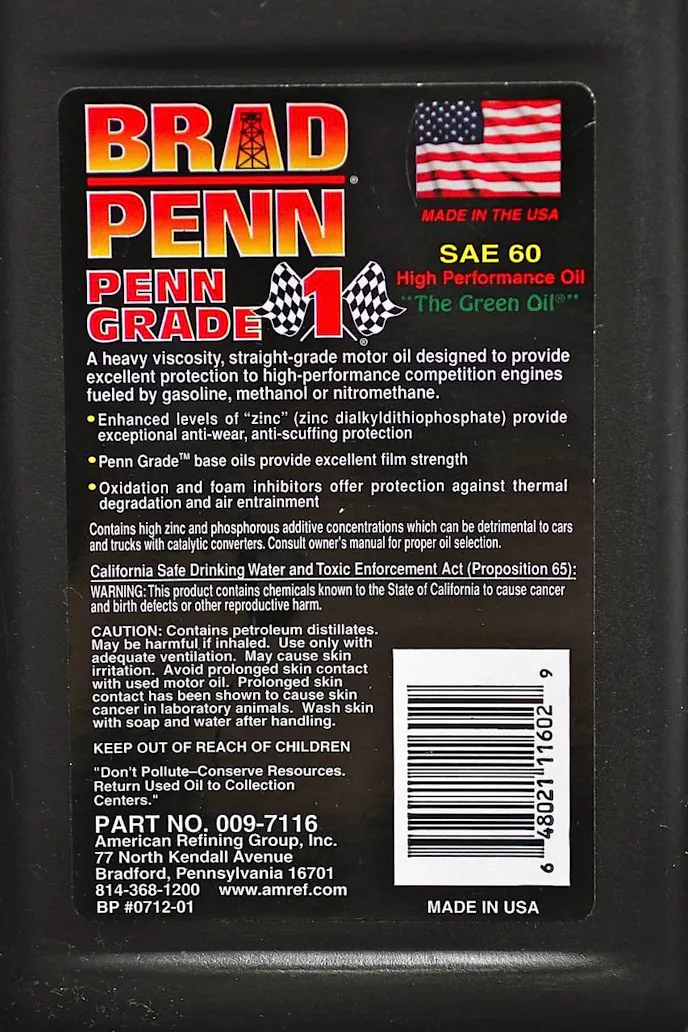 BRAD
PENN®
PENN
GRADE 1®
MADE IN THE USA
SAE 60
High Performance Oil
"The Green Oil®"
A heavy viscosity, straight-grade motor oil designed to provide
excellent protection to high-performance competition engines
fueled by gasoline, methanol or nitromethane.
• Enhanced levels of "zinc" (zinc dialkyldithiophosphate) provide
exceptional anti-wear, anti-scuffing protection
• Penn Grade™ base oils provide excellent film strength
• Oxidation and foam inhibitors offer protection against thermal
degradation and air entrainment
Contains high zinc and phosphorous additive concentrations which can be detrimental to cars
and trucks with catalytic converters. Consult owner's manual for proper oil selection.
California Safe Drinking Water and Toxic Enforcement Act (Proposition 65):
WARNING: This product contains chemicals known to the State of California to cause cancer
and birth defects or other reproductive harm.
CAUTION: Contains petroleum distillates.
May be harmful if inhaled. Use only with
adequate ventilation. May cause skin
irritation. Avoid prolonged skin contact
with used motor oil. Prolonged skin
contact has been shown to cause skin
cancer in laboratory animals. Wash skin
with soap and water after handling.
KEEP OUT OF REACH OF CHILDREN
"Don't Pollute–Conserve Resources.
Return Used Oil to Collection
Centers."
PART NO. 009-7116
American Refining Group, Inc.
77 North Kendall Avenue
Bradford, Pennsylvania 16701
814-368-1200 www.amref.com
BP #0712-01
6 48021 11602 9
MADE IN USA